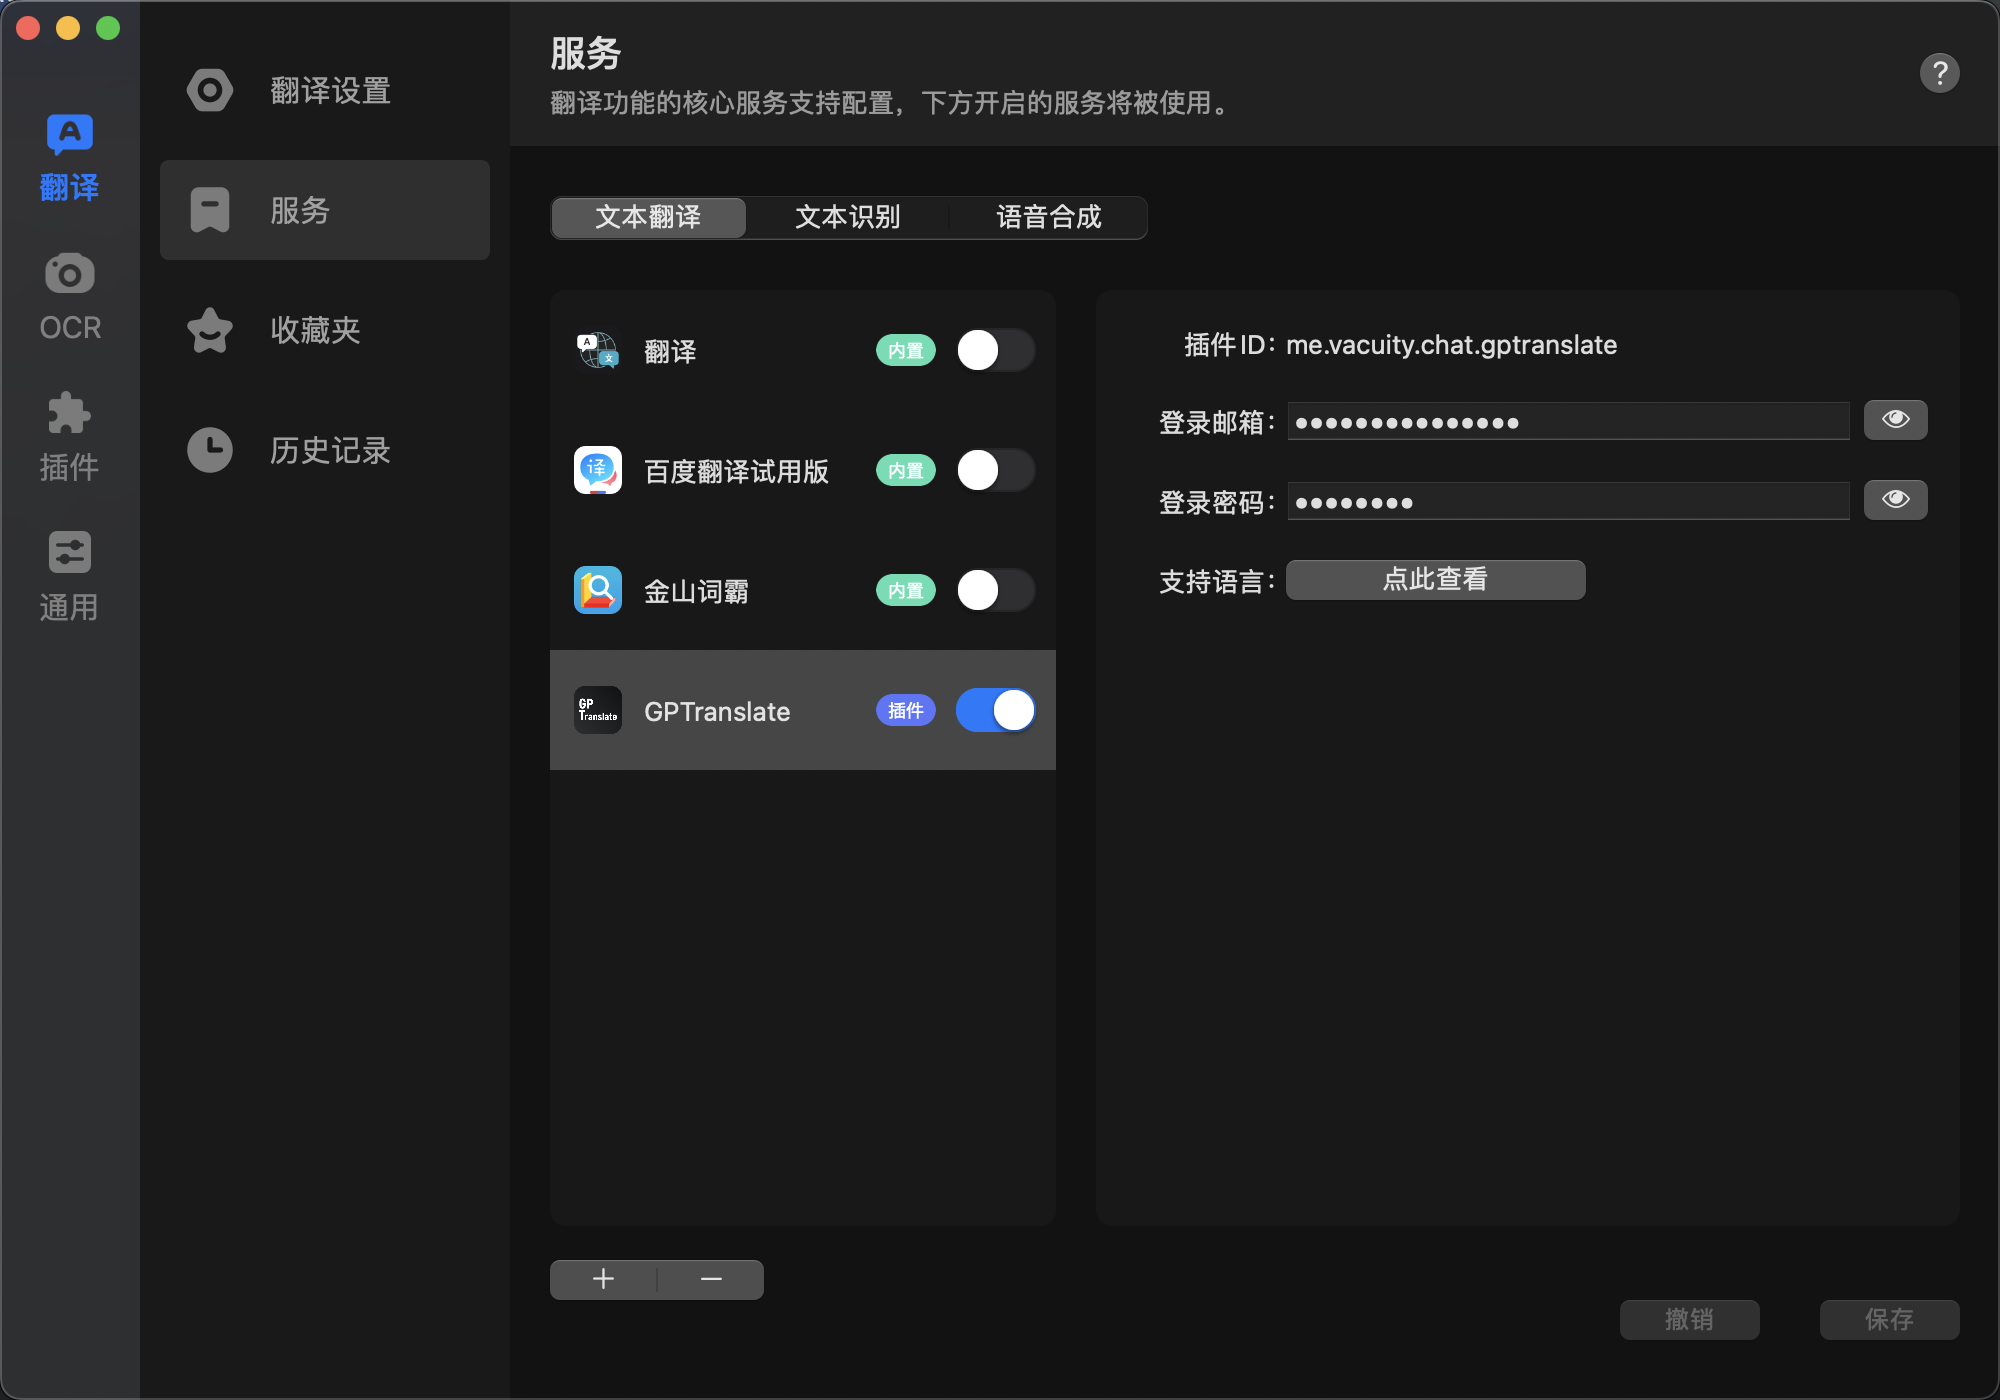 翻译
OCR
插件
通用
翻译设置
服务
收藏夹
历史记录
服务
翻译功能的核心服务支持配置，下方开启的服务将被使用。
?
文本翻译 文本识别 语音合成
A 文 翻译 内置
译 百度翻译试用版 内置
金山词霸 内置
GP Translate GPTranslate 插件
插件 ID： me.vacuity.chat.gptranslate
登录邮箱： ●●●●●●●●●●●●●●●
登录密码： ●●●●●●●●
支持语言： 点此查看
+ −
撤销 保存